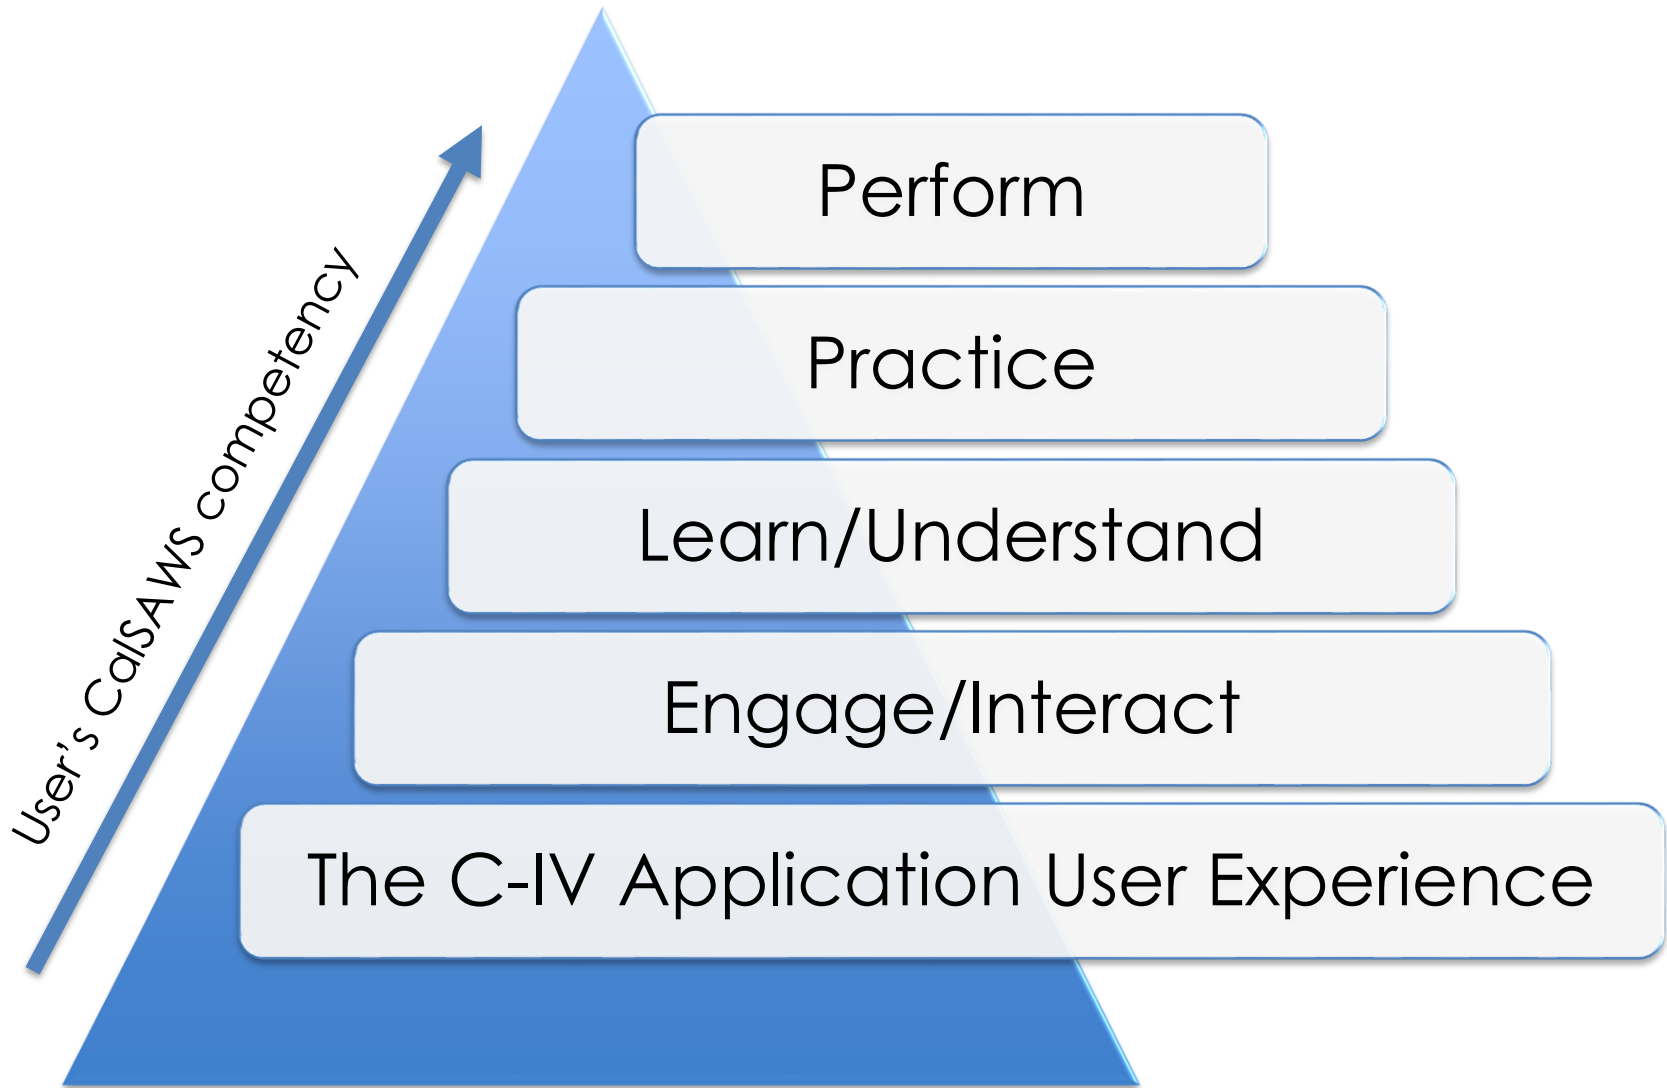 Perform
Practice
Learn/Understand
Engage/Interact
The C-IV Application User Experience
User's CalSAWS competency